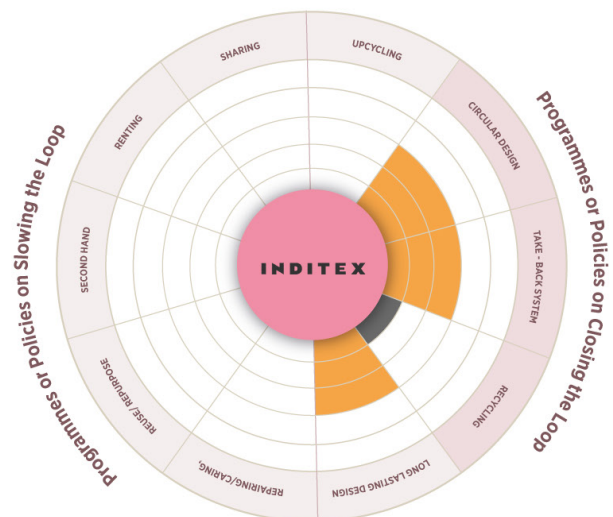 SHARING
UPCYCLING
CIRCULAR DESIGN
TAKE - BACK SYSTEM
RECYCLING
LONG LASTING DESIGN
REPAIRING/CARING,
REUSE/ REPURPOSE
SECOND HAND
RENTING
INDITEX
Programmes or Policies on Slowing the Loop
Programmes or Policies on Closing the Loop